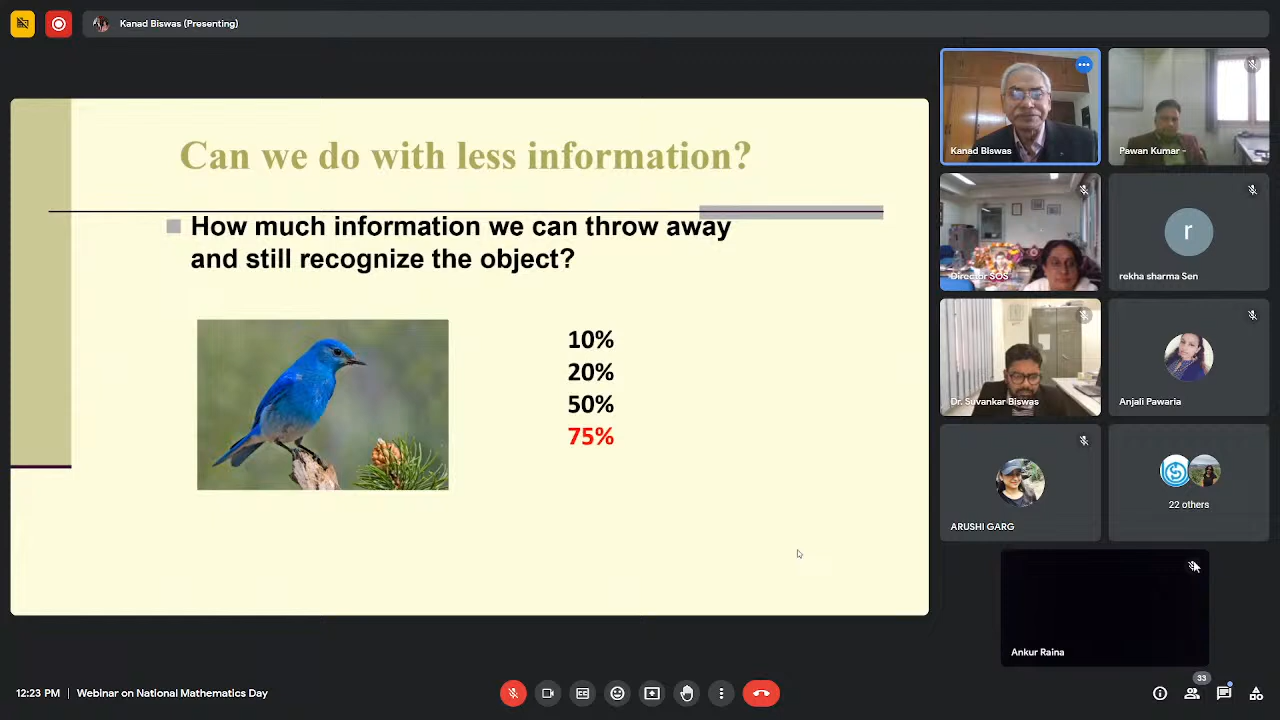 Kanad Biswas (Presenting)
Can we do with less information?
How much information we can throw away
and still recognize the object?
10%
20%
50%
75%
Kanad Biswas
Pawan Kumar -
Director SOS
r
rekha sharma Sen
Dr. Suvankar Biswas
Anjali Pawaria
ARUSHI GARG
22 others
Ankur Raina
12:23 PM | Webinar on National Mathematics Day
33